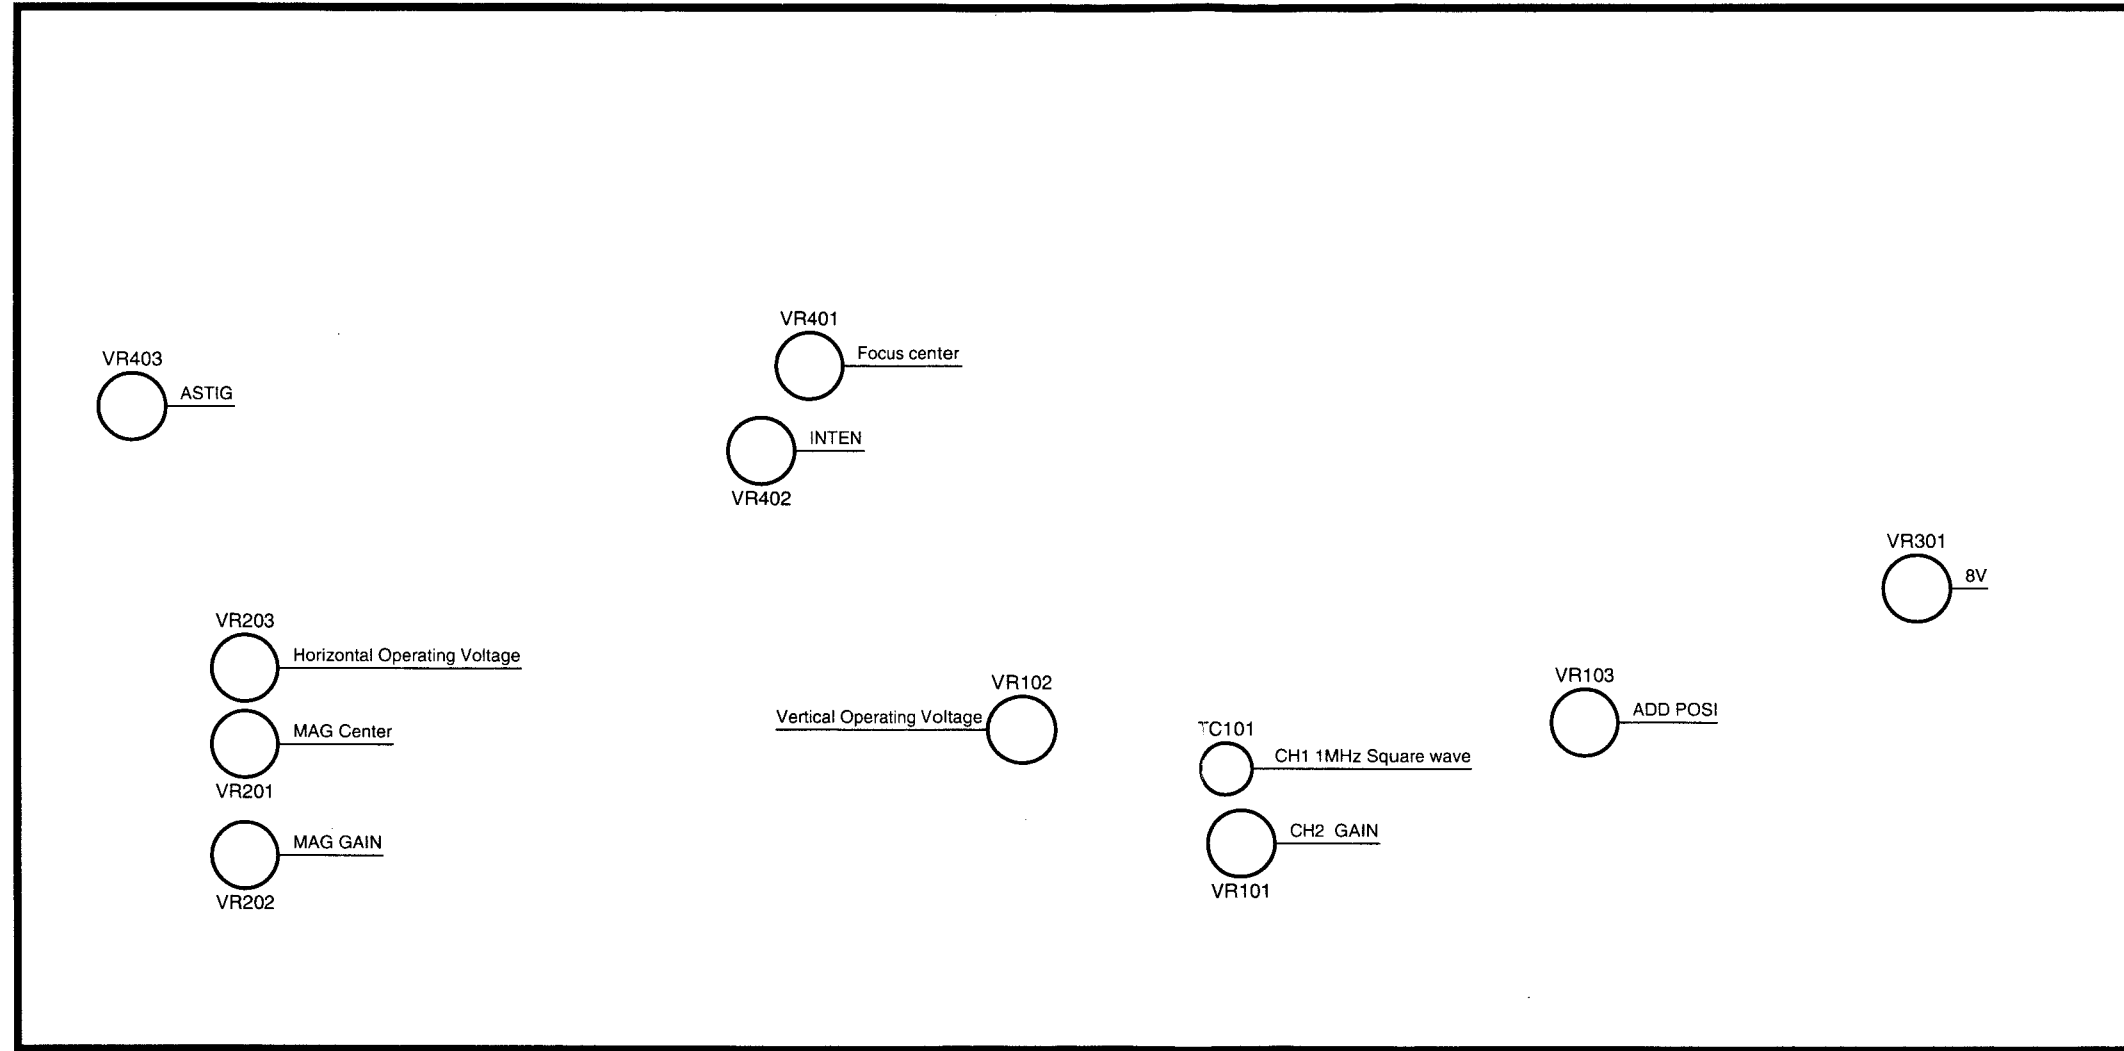 VR401
Focus center
VR403
ASTIG
INTEN
VR402
VR301
8V
VR203
Horizontal Operating Voltage
MAG Center
VR201
MAG GAIN
VR202
VR102
Vertical Operating Voltage
TC101
CH1 1MHz Square wave
CH2 GAIN
VR101
VR103
ADD POSI